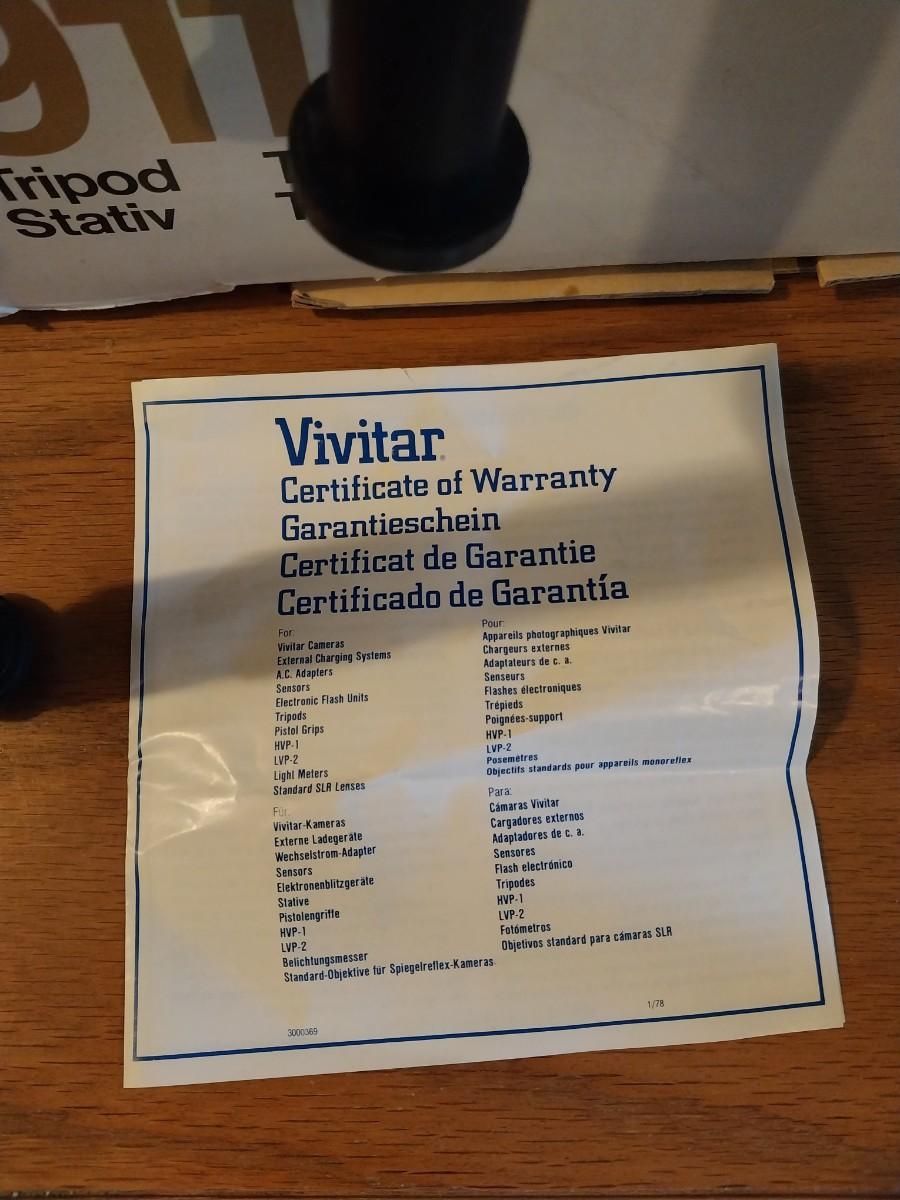 911
Tripod
Stativ
Vivitar
Certificate of Warranty
Garantieschein
Certificat de Garantie
Certificado de Garantía
For:
Vivitar Cameras
External Charging Systems
A.C. Adapters
Sensors
Electronic Flash Units
Tripods
Pistol Grips
HVP-1
LVP-2
Light Meters
Standard SLR Lenses
Für:
Vivitar-Kameras
Externe Ladegeräte
Wechselstrom-Adapter
Sensors
Elektronenblitzgeräte
Stative
Pistolengriffe
HVP-1
LVP-2
Belichtungsmesser
Standard-Objektive für Spiegelreflex-Kameras
Pour:
Appareils photographiques Vivitar
Chargeurs externes
Adaptateurs de c. a.
Senseurs
Flashes électroniques
Trépieds
Poignées-support
HVP-1
LVP-2
Posemètres
Objectifs standards pour appareils monoreflex
Para:
Cámaras Vivitar
Cargadores externos
Adaptadores de c. a.
Sensores
Flash electrónico
Tripodes
HVP-1
LVP-2
Fotómetros
Objetivos standard para cámaras SLR
3000369
1/78